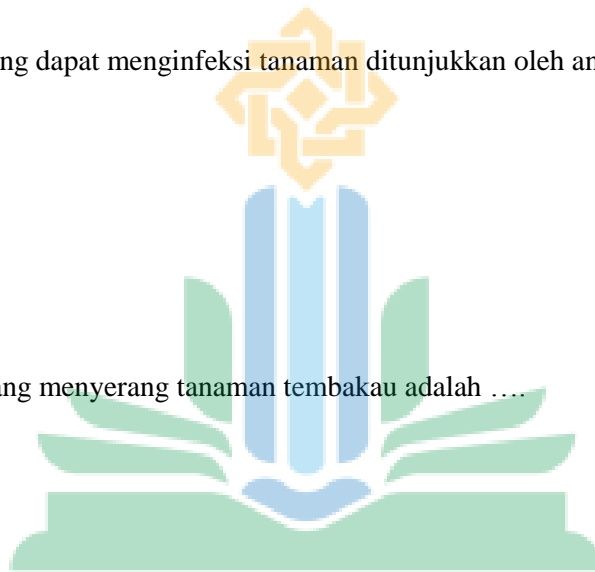 ng dapat menginfeksi tanaman ditunjukkan oleh an
ang menyerang tanaman tembakau adalah ….